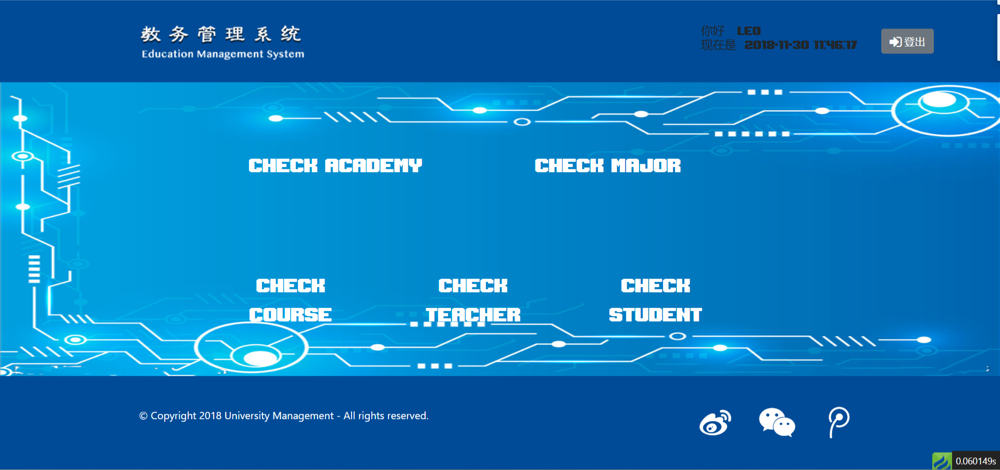 教务管理系统
Education Management System
你好 LEO
现在是 2018-11-30 11:46:17
登出
CHECK ACADEMY
CHECK MAJOR
CHECK
COURSE
CHECK
TEACHER
CHECK
STUDENT
© Copyright 2018 University Management - All rights reserved.
0.060149s